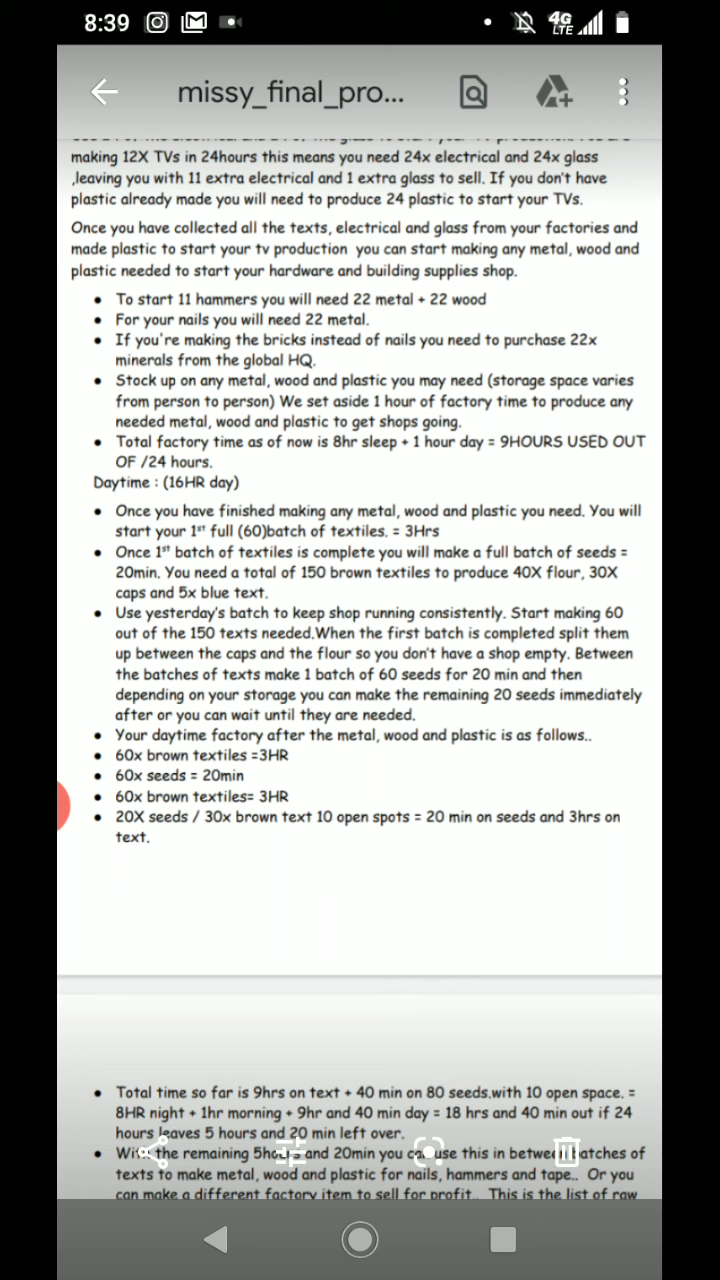 8:39
4G
LTE
missy_final_pro...
making 12X TVs in 24hours this means you need 24x electrical and 24x glass
,leaving you with 11 extra electrical and 1 extra glass to sell. If you don't have
plastic already made you will need to produce 24 plastic to start your TVs.
Once you have collected all the texts, electrical and glass from your factories and
made plastic to start your tv production you can start making any metal, wood and
plastic needed to start your hardware and building supplies shop.
• To start 11 hammers you will need 22 metal + 22 wood
• For your nails you will need 22 metal.
• If you're making the bricks instead of nails you need to purchase 22x
minerals from the global HQ.
• Stock up on any metal, wood and plastic you may need (storage space varies
from person to person) We set aside 1 hour of factory time to produce any
needed metal, wood and plastic to get shops going.
• Total factory time as of now is 8hr sleep + 1 hour day = 9HOURS USED OUT
OF /24 hours.
Daytime : (16HR day)
• Once you have finished making any metal, wood and plastic you need. You will
start your 1st full (60)batch of textiles. = 3Hrs
• Once 1st batch of textiles is complete you will make a full batch of seeds =
20min. You need a total of 150 brown textiles to produce 40X flour, 30X
caps and 5x blue text.
• Use yesterday's batch to keep shop running consistently. Start making 60
out of the 150 texts needed.When the first batch is completed split them
up between the caps and the flour so you don't have a shop empty. Between
the batches of texts make 1 batch of 60 seeds for 20 min and then
depending on your storage you can make the remaining 20 seeds immediately
after or you can wait until they are needed.
• Your daytime factory after the metal, wood and plastic is as follows..
• 60x brown textiles =3HR
• 60x seeds = 20min
• 60x brown textiles= 3HR
• 20X seeds / 30x brown text 10 open spots = 20 min on seeds and 3hrs on
text.
• Total time so far is 9hrs on text + 40 min on 80 seeds.with 10 open space. =
8HR night + 1hr morning + 9hr and 40 min day = 18 hrs and 40 min out if 24
hours leaves 5 hours and 20 min left over.
• With the remaining 5hours and 20min you can use this in between batches of
texts to make metal, wood and plastic for nails, hammers and tape.. Or you
can make a different factory item to sell for profit.. This is the list of raw